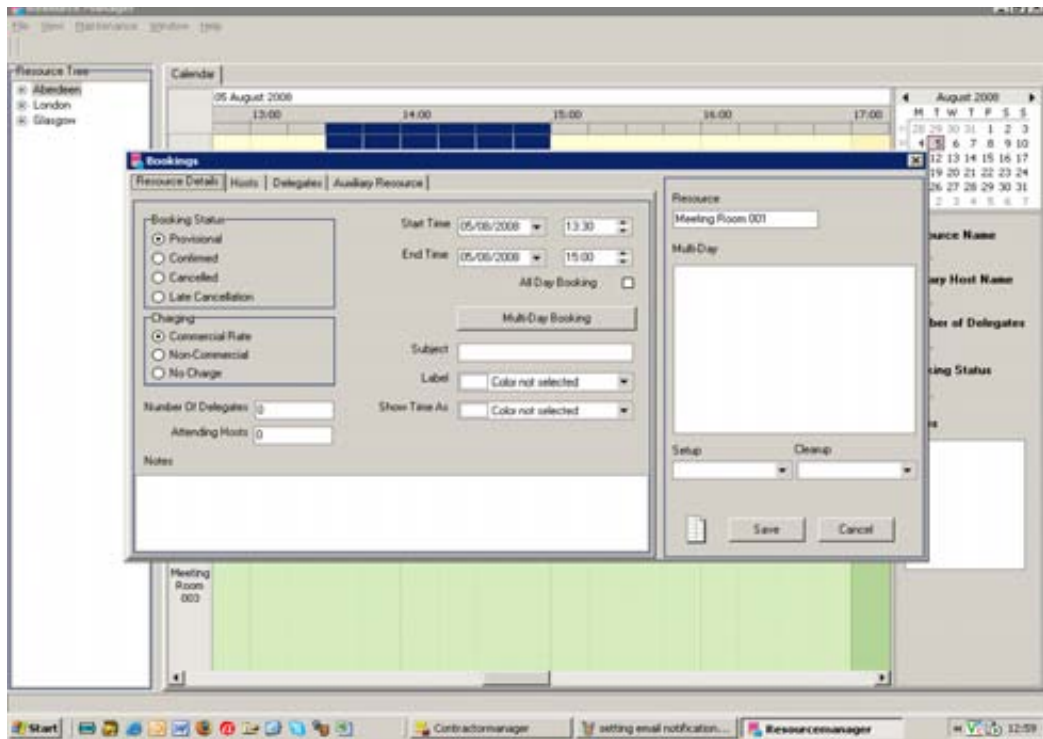 File View Maintenance Window Help
Resource Tree
Aberdeen
London
Glasgow
Calendar
05 August 2008
13:00 14:00 15:00 16:00 17:00
August 2008
M T W T F S S
28 29 30 31 1 2 3
4 5 6 7 8 9 10
12 13 14 15 16 17
19 20 21 22 23 24
26 27 28 29 30 31
2 3 4 5 6 7
Bookings
Resource Details Hosts Delegates Auxiliary Resource
Booking Status
Provisional
Confirmed
Cancelled
Late Cancellation
Charging
Commercial Rate
Non-Commercial
No Charge
Number Of Delegates 0
Attending Hosts 0
Notes
Start Time 05/08/2008 13:30
End Time 05/08/2008 15:00
All Day Booking
Multi-Day Booking
Subject
Label Color not selected
Show Time As Color not selected
Resource
Meeting Room 001
Multi-Day
Setup Cleanup
Save Cancel
Name
Host Name
of Delegates
Status
Meeting
Room
003
Start Contractormanager setting email notification... Resourcemanager 12:59